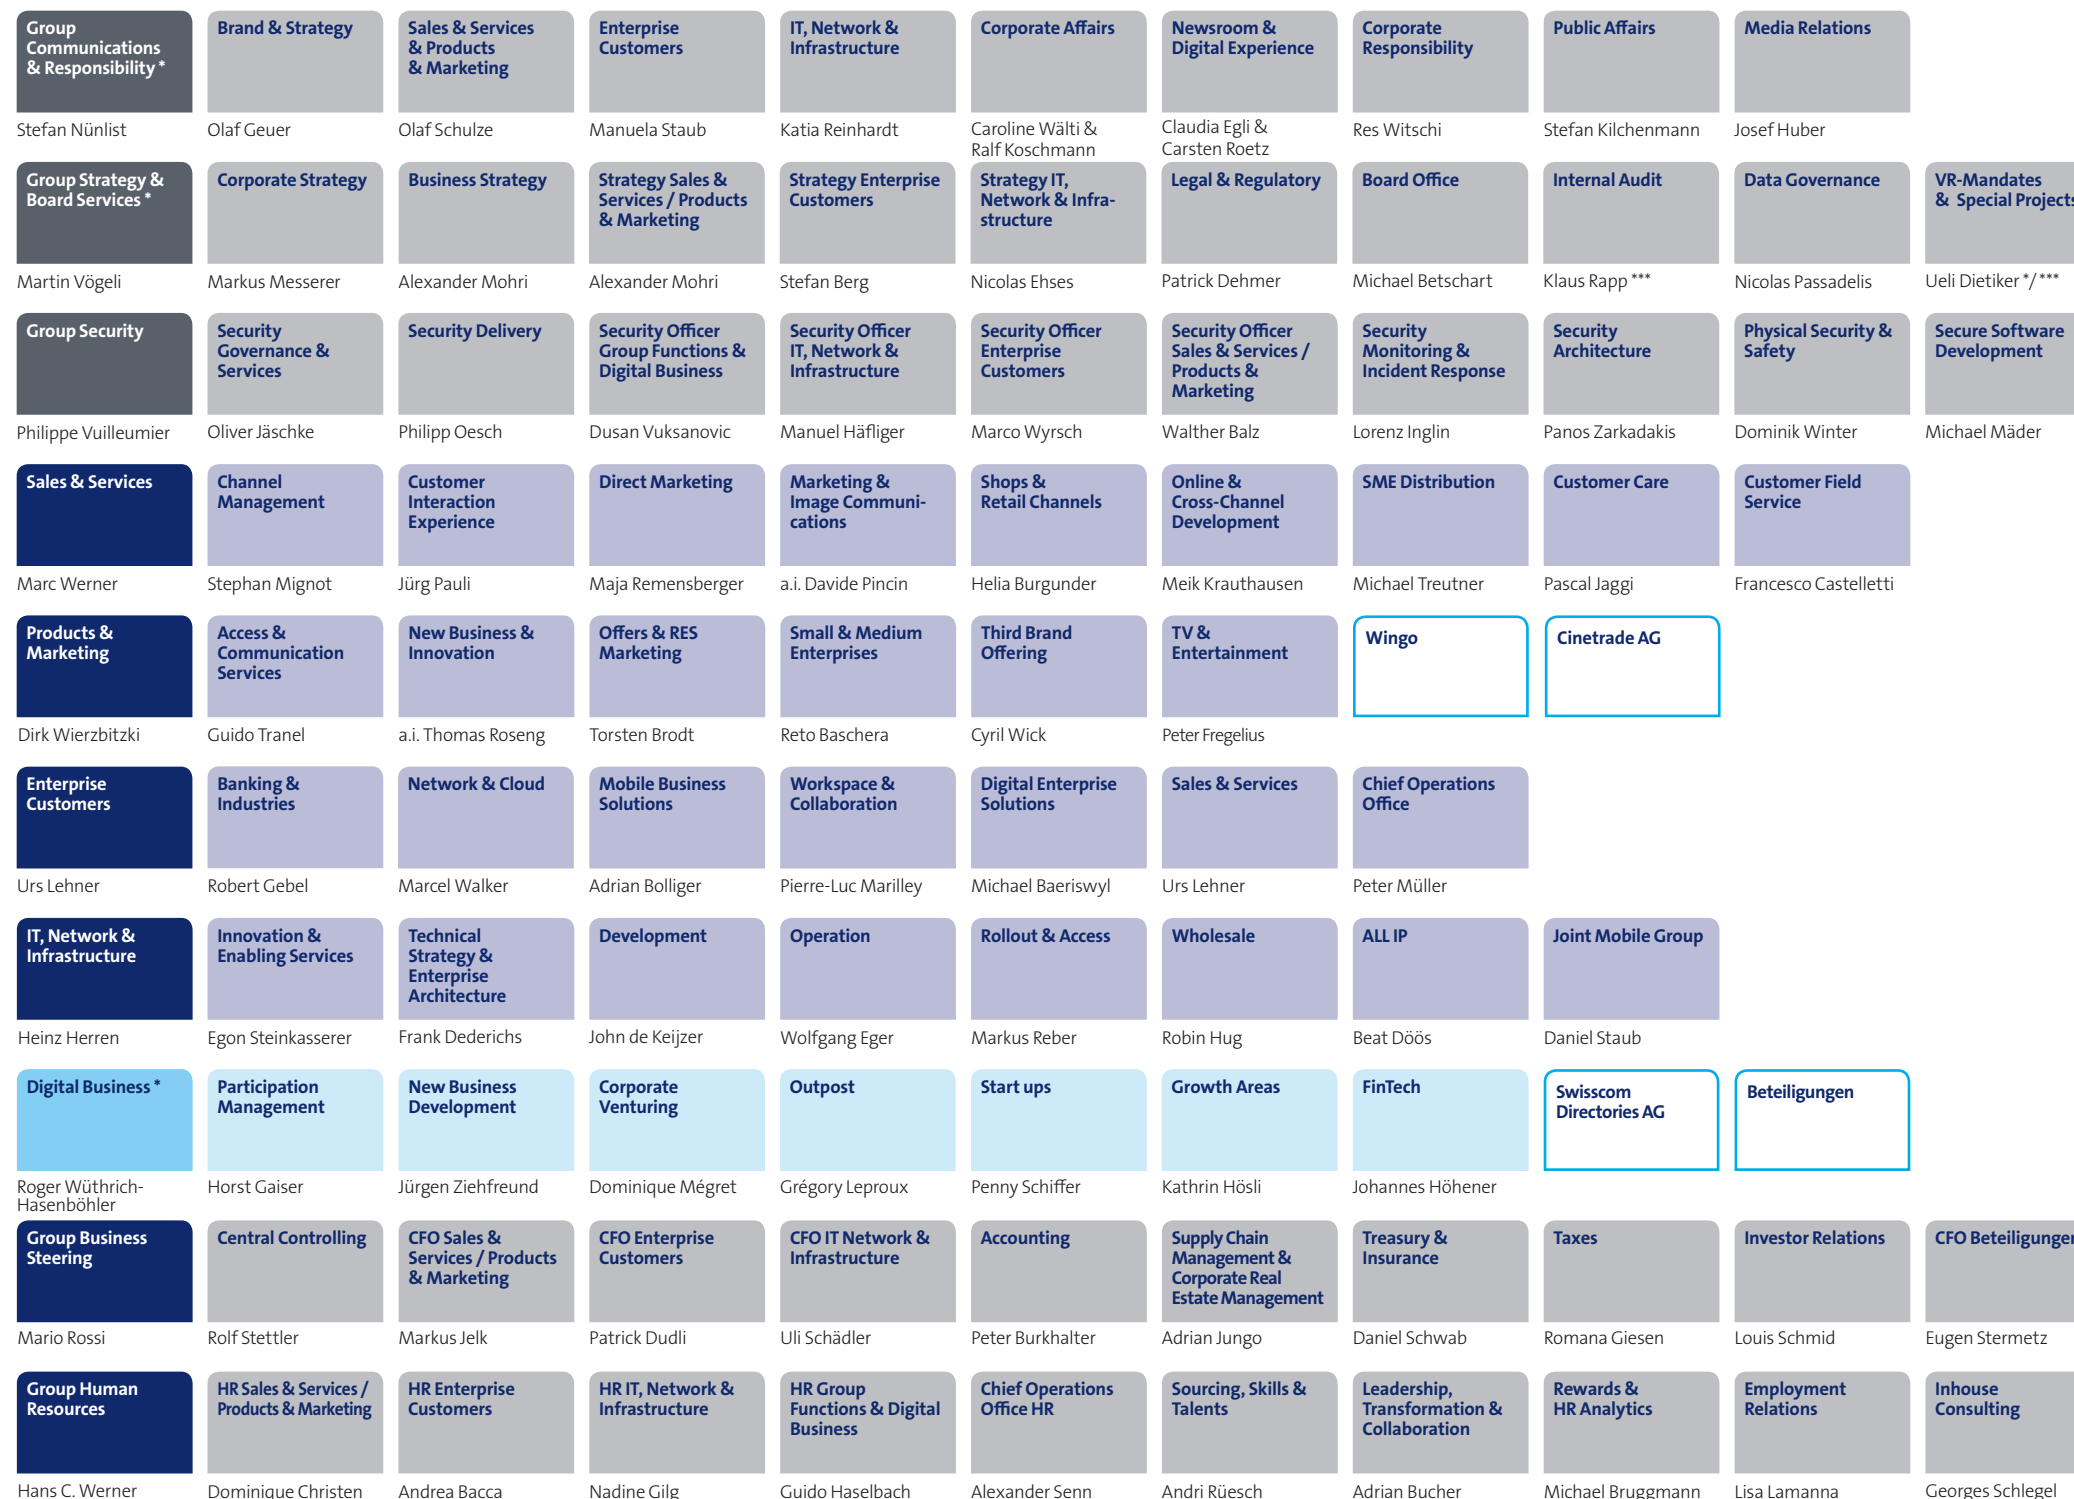 Group
Communications
& Responsibility *
Stefan Nünlist
Brand & Strategy
Olaf Geuer
Sales & Services
& Products
& Marketing
Olaf Schulze
Enterprise
Customers
Manuela Staub
IT, Network &
Infrastructure
Katia Reinhardt
Corporate Affairs
Caroline Wälti &
Ralf Koschmann
Newsroom &
Digital Experience
Claudia Egli &
Carsten Roetz
Corporate
Responsibility
Res Witschi
Public Affairs
Stefan Kilchenmann
Media Relations
Josef Huber
Group Strategy &
Board Services *
Martin Vögeli
Corporate Strategy
Markus Messerer
Business Strategy
Alexander Mohri
Strategy Sales &
Services / Products
& Marketing
Alexander Mohri
Strategy Enterprise
Customers
Stefan Berg
Strategy IT,
Network & Infra-
structure
Nicolas Ehses
Legal & Regulatory
Patrick Dehmer
Board Office
Michael Betschart
Internal Audit
Klaus Rapp ***
Data Governance
Nicolas Passadelis
VR-Mandates
& Special Projects
Ueli Dietiker */***
Group Security
Philippe Vuilleumier
Security
Governance &
Services
Oliver Jäschke
Security Delivery
Philipp Oesch
Security Officer
Group Functions &
Digital Business
Dusan Vuksanovic
Security Officer
IT, Network &
Infrastructure
Manuel Häfliger
Security Officer
Enterprise
Customers
Marco Wyrsch
Security Officer
Sales & Services /
Products &
Marketing
Walther Balz
Security
Monitoring &
Incident Response
Lorenz Inglin
Security
Architecture
Panos Zarkadakis
Physical Security &
Safety
Dominik Winter
Secure Software
Development
Michael Mäder
Sales & Services
Marc Werner
Channel
Management
Stephan Mignot
Customer
Interaction
Experience
Jürg Pauli
Direct Marketing
Maja Remensberger
Marketing &
Image Communi-
cations
a.i. Davide Pincin
Shops &
Retail Channels
Helia Burgunder
Online &
Cross-Channel
Development
Meik Krauthausen
SME Distribution
Michael Treutner
Customer Care
Pascal Jaggi
Customer Field
Service
Francesco Castelletti
Products &
Marketing
Dirk Wierzbitzki
Access &
Communication
Services
Guido Tranel
New Business &
Innovation
a.i. Thomas Roseng
Offers & RES
Marketing
Torsten Brodt
Small & Medium
Enterprises
Reto Baschera
Third Brand
Offering
Cyril Wick
TV &
Entertainment
Peter Fregelius
Wingo
Cinetrade AG
Enterprise
Customers
Urs Lehner
Banking &
Industries
Robert Gebel
Network & Cloud
Marcel Walker
Mobile Business
Solutions
Adrian Bolliger
Workspace &
Collaboration
Pierre-Luc Marilley
Digital Enterprise
Solutions
Michael Baeriswyl
Sales & Services
Urs Lehner
Chief Operations
Office
Peter Müller
IT, Network &
Infrastructure
Heinz Herren
Innovation &
Enabling Services
Egon Steinkasserer
Technical
Strategy &
Enterprise
Architecture
Frank Dederichs
Development
John de Keijzer
Operation
Wolfgang Eger
Rollout & Access
Markus Reber
Wholesale
Robin Hug
ALL IP
Beat Döös
Joint Mobile Group
Daniel Staub
Digital Business *
Roger Wüthrich-
Hasenböhler
Participation
Management
Horst Gaiser
New Business
Development
Jürgen Ziehfreund
Corporate
Venturing
Dominique Mégret
Outpost
Grégory Leproux
Start ups
Penny Schiffer
Growth Areas
Kathrin Hösli
FinTech
Johannes Höhener
Swisscom
Directories AG
Beteiligungen
Group Business
Steering
Mario Rossi
Central Controlling
Rolf Stettler
CFO Sales &
Services / Products
& Marketing
Markus Jelk
CFO Enterprise
Customers
Patrick Dudli
CFO IT Network &
Infrastructure
Uli Schädler
Accounting
Peter Burkhalter
Supply Chain
Management &
Corporate Real
Estate Management
Adrian Jungo
Treasury &
Insurance
Daniel Schwab
Taxes
Romana Giesen
Investor Relations
Louis Schmid
CFO Beteiligungen
Eugen Stermetz
Group Human
Resources
Hans C. Werner
HR Sales & Services /
Products & Marketing
Dominique Christen
HR Enterprise
Customers
Andrea Bacca
HR IT, Network &
Infrastructure
Nadine Gilg
HR Group
Functions & Digital
Business
Guido Haselbach
Chief Operations
Office HR
Alexander Senn
Sourcing, Skills &
Talents
Andri Rüesch
Leadership,
Transformation &
Collaboration
Adrian Bucher
Rewards &
HR Analytics
Michael Bruggmann
Employment
Relations
Lisa Lamanna
Inhouse
Consulting
Georges Schlegel